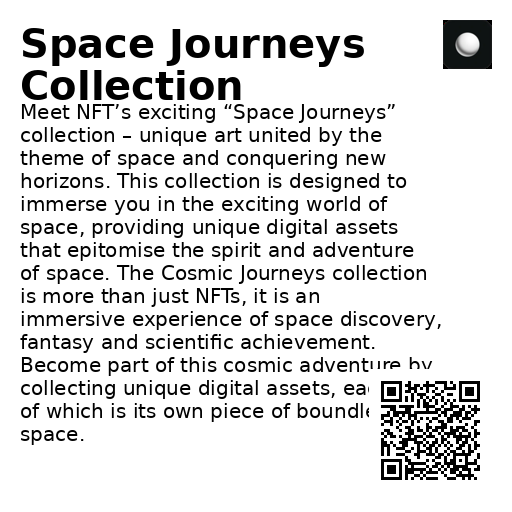 Space Journeys
Collection
Meet NFT’s exciting “Space Journeys”
collection – unique art united by the
theme of space and conquering new
horizons. This collection is designed to
immerse you in the exciting world of
space, providing unique digital assets
that epitomise the spirit and adventure
of space. The Cosmic Journeys collection
is more than just NFTs, it is an
immersive experience of space discovery,
fantasy and scientific achievement.
Become part of this cosmic adventure by
collecting unique digital assets,
of which is its own piece of
space.